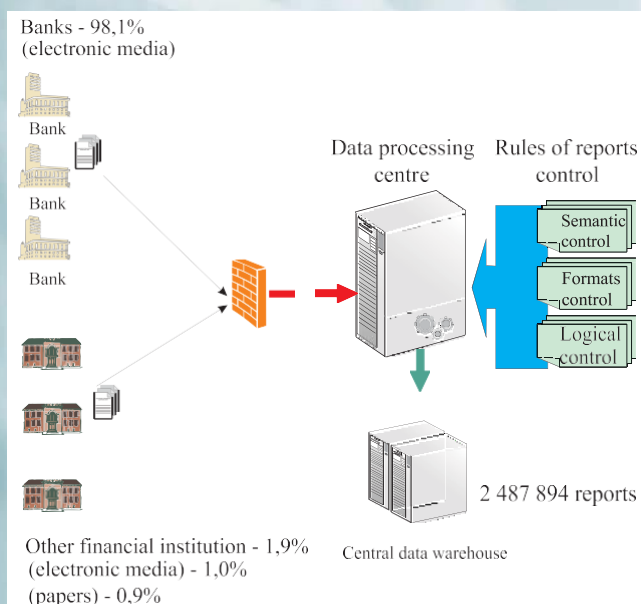 Banks - 98,1%
(electronic media)
Bank
Bank
Bank
Data processing
centre
Rules of reports
control
Semantic
control
Formats
control
Logical
control
2 487 894 reports
Central data warehouse
Other financial institution - 1,9%
(electronic media) - 1,0%
(papers) - 0,9%